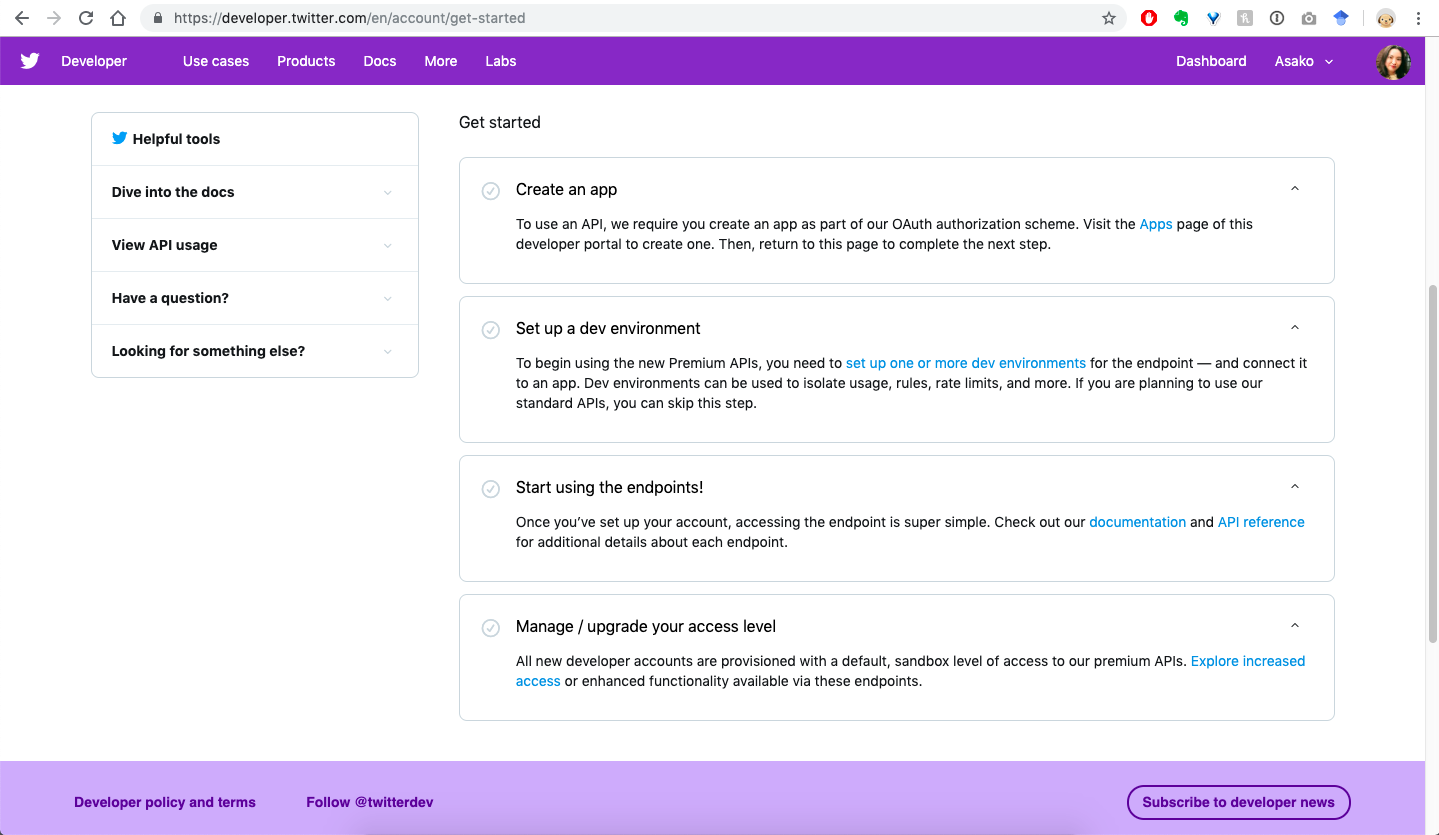 https://developer.twitter.com/en/account/get-started
Developer Use cases Products Docs More Labs Dashboard Asako
Helpful tools
Dive into the docs
View API usage
Have a question?
Looking for something else?
Get started
Create an app
To use an API, we require you create an app as part of our OAuth authorization scheme. Visit the Apps page of this
developer portal to create one. Then, return to this page to complete the next step.
Set up a dev environment
To begin using the new Premium APIs, you need to set up one or more dev environments for the endpoint — and connect it
to an app. Dev environments can be used to isolate usage, rules, rate limits, and more. If you are planning to use our
standard APIs, you can skip this step.
Start using the endpoints!
Once you’ve set up your account, accessing the endpoint is super simple. Check out our documentation and API reference
for additional details about each endpoint.
Manage / upgrade your access level
All new developer accounts are provisioned with a default, sandbox level of access to our premium APIs. Explore increased
access or enhanced functionality available via these endpoints.
Developer policy and terms Follow @twitterdev Subscribe to developer news